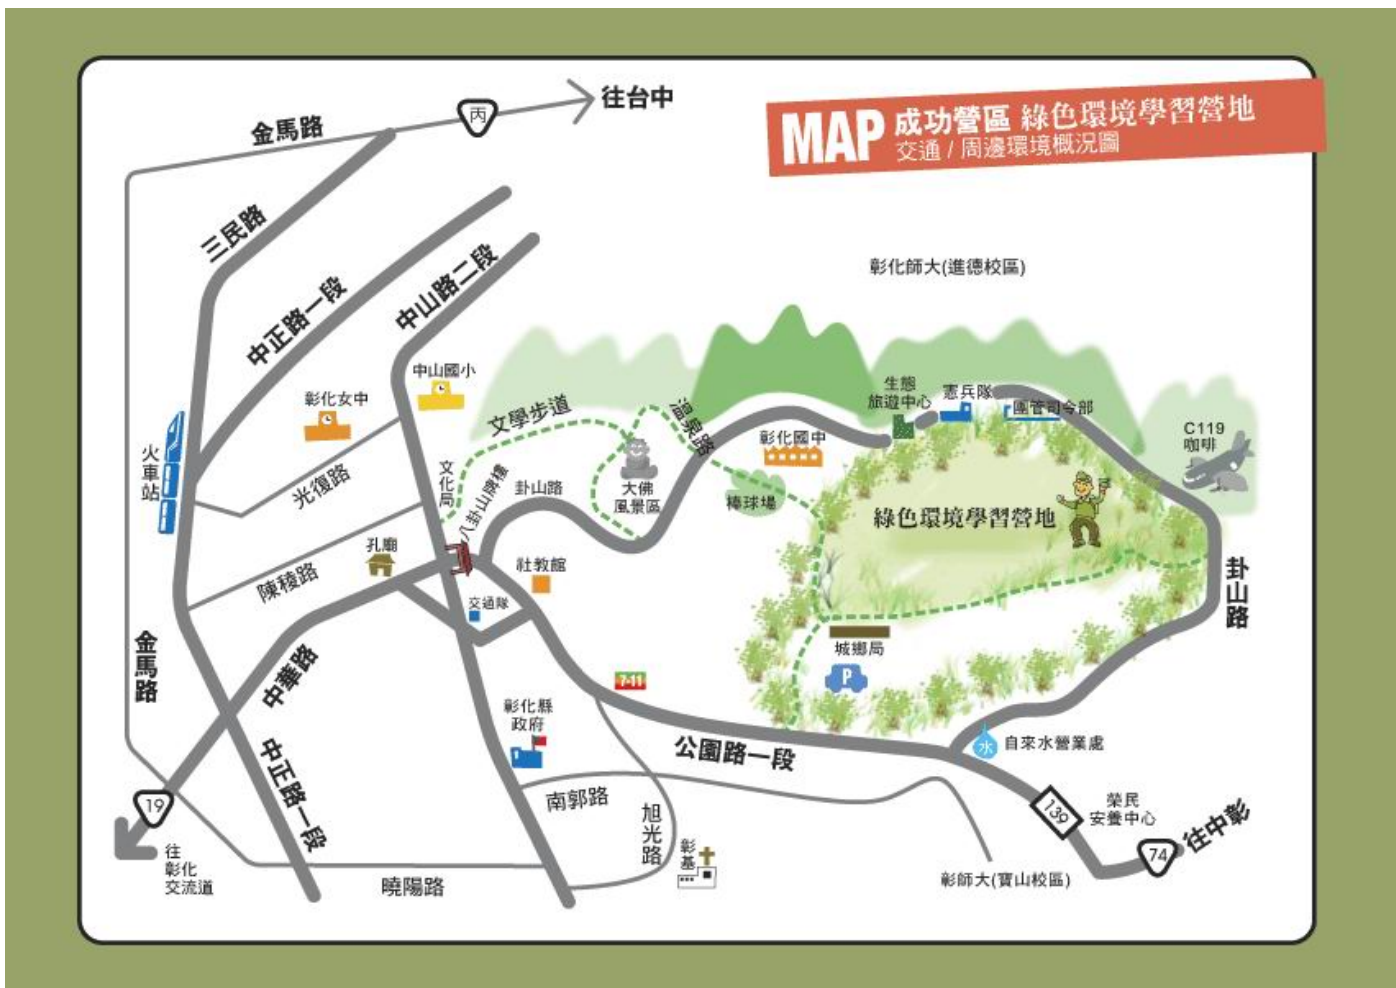 MAP 成功營區 綠色環境學習營地
交通 / 周邊環境概況圖
往台中
丙
金馬路
三民路
中正路一段
中山路二段
彰化師大(進德校區)
中山國小
彰化女中
文學步道
溫泉路
生態
旅遊中心
憲兵隊
團管司令部
C119
咖啡
彰化國中
火車站
光復路
文化局
八卦山牌樓
卦山路
大佛
風景區
棒球場
綠色環境學習營地
孔廟
陳稜路
社教館
交通隊
卦山路
城鄉局
P
金馬路
中華路
7-11
彰化縣
政府
公園路一段
水
自來水營業處
中正路一段
南郭路
旭光路
139
榮民
安養中心
往中彰
74
19
往
彰化
交流道
曉陽路
彰基
彰師大(寶山校區)